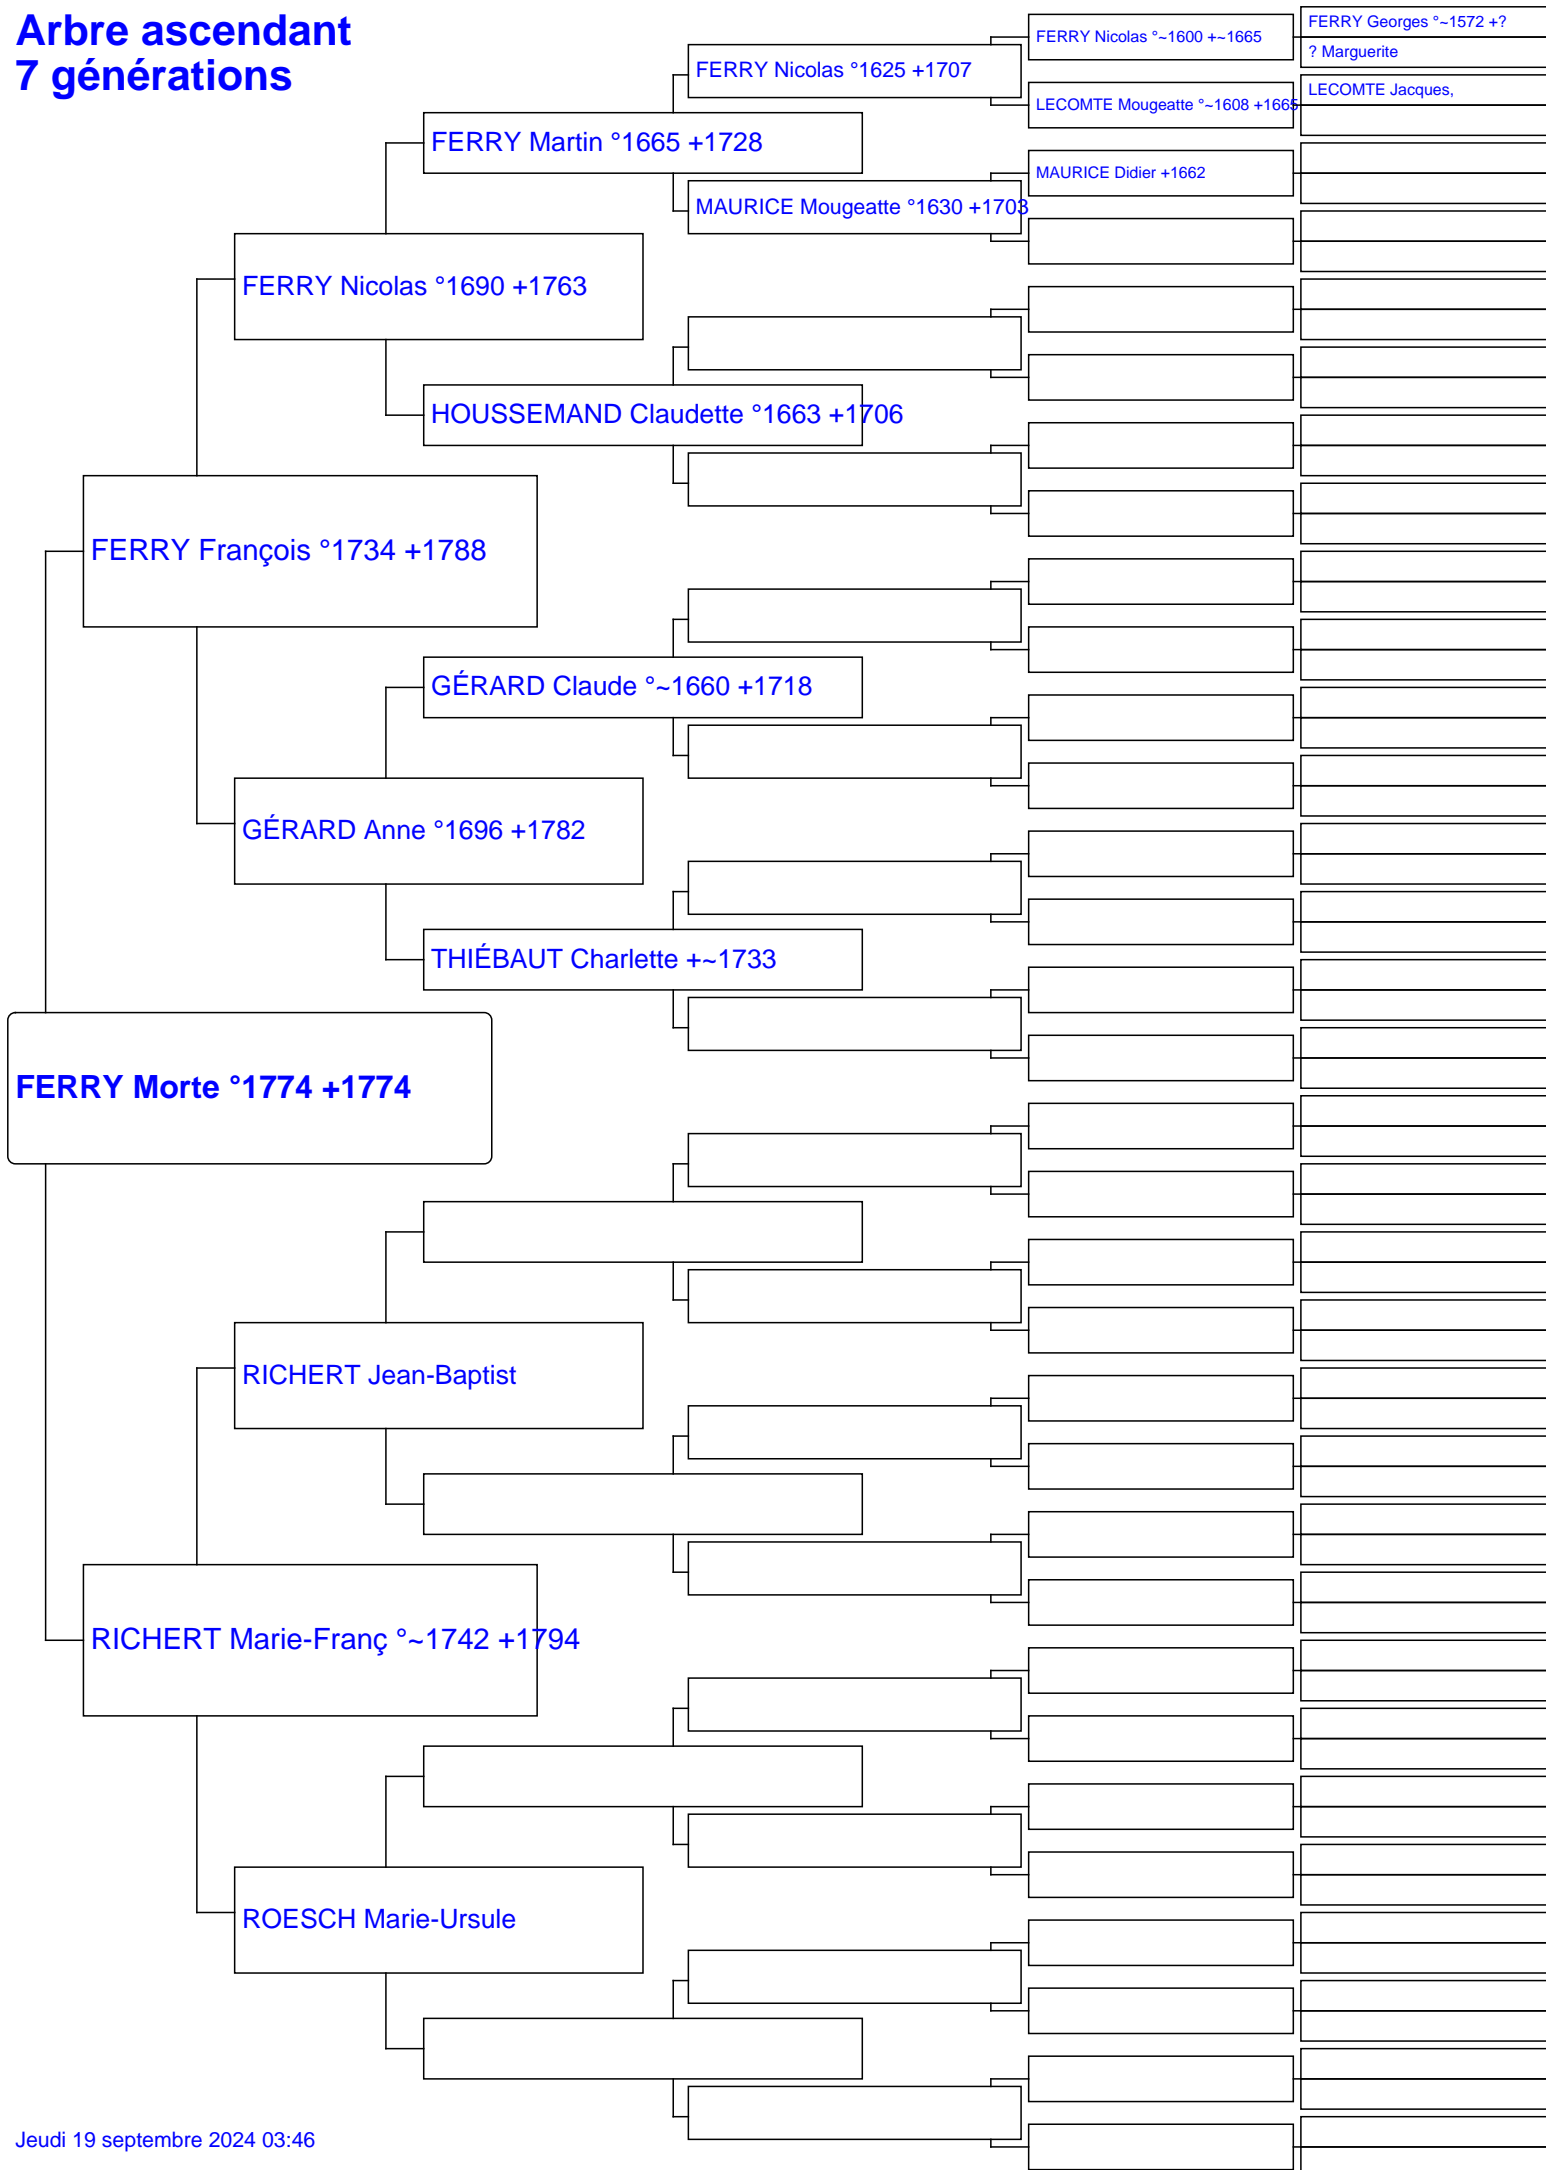 Arbre ascendant
7 générations
FERRY Georges °~1572 +?
? Marguerite
FERRY Nicolas °~1600 +~1665
LECOMTE Jacques,
LECOMTE Mougeatte °~1608 +1665
FERRY Nicolas °1625 +1707
FERRY Martin °1665 +1728
MAURICE Didier +1662
MAURICE Mougeatte °1630 +1703
FERRY Nicolas °1690 +1763
HOUSSEMAND Claudette °1663 +1706
FERRY François °1734 +1788
GÉRARD Claude °~1660 +1718
GÉRARD Anne °1696 +1782
THIÉBAUT Charlette +~1733
FERRY Morte °1774 +1774
RICHERT Jean-Baptist
RICHERT Marie-Franç °~1742 +1794
ROESCH Marie-Ursule
Jeudi 19 septembre 2024 03:46